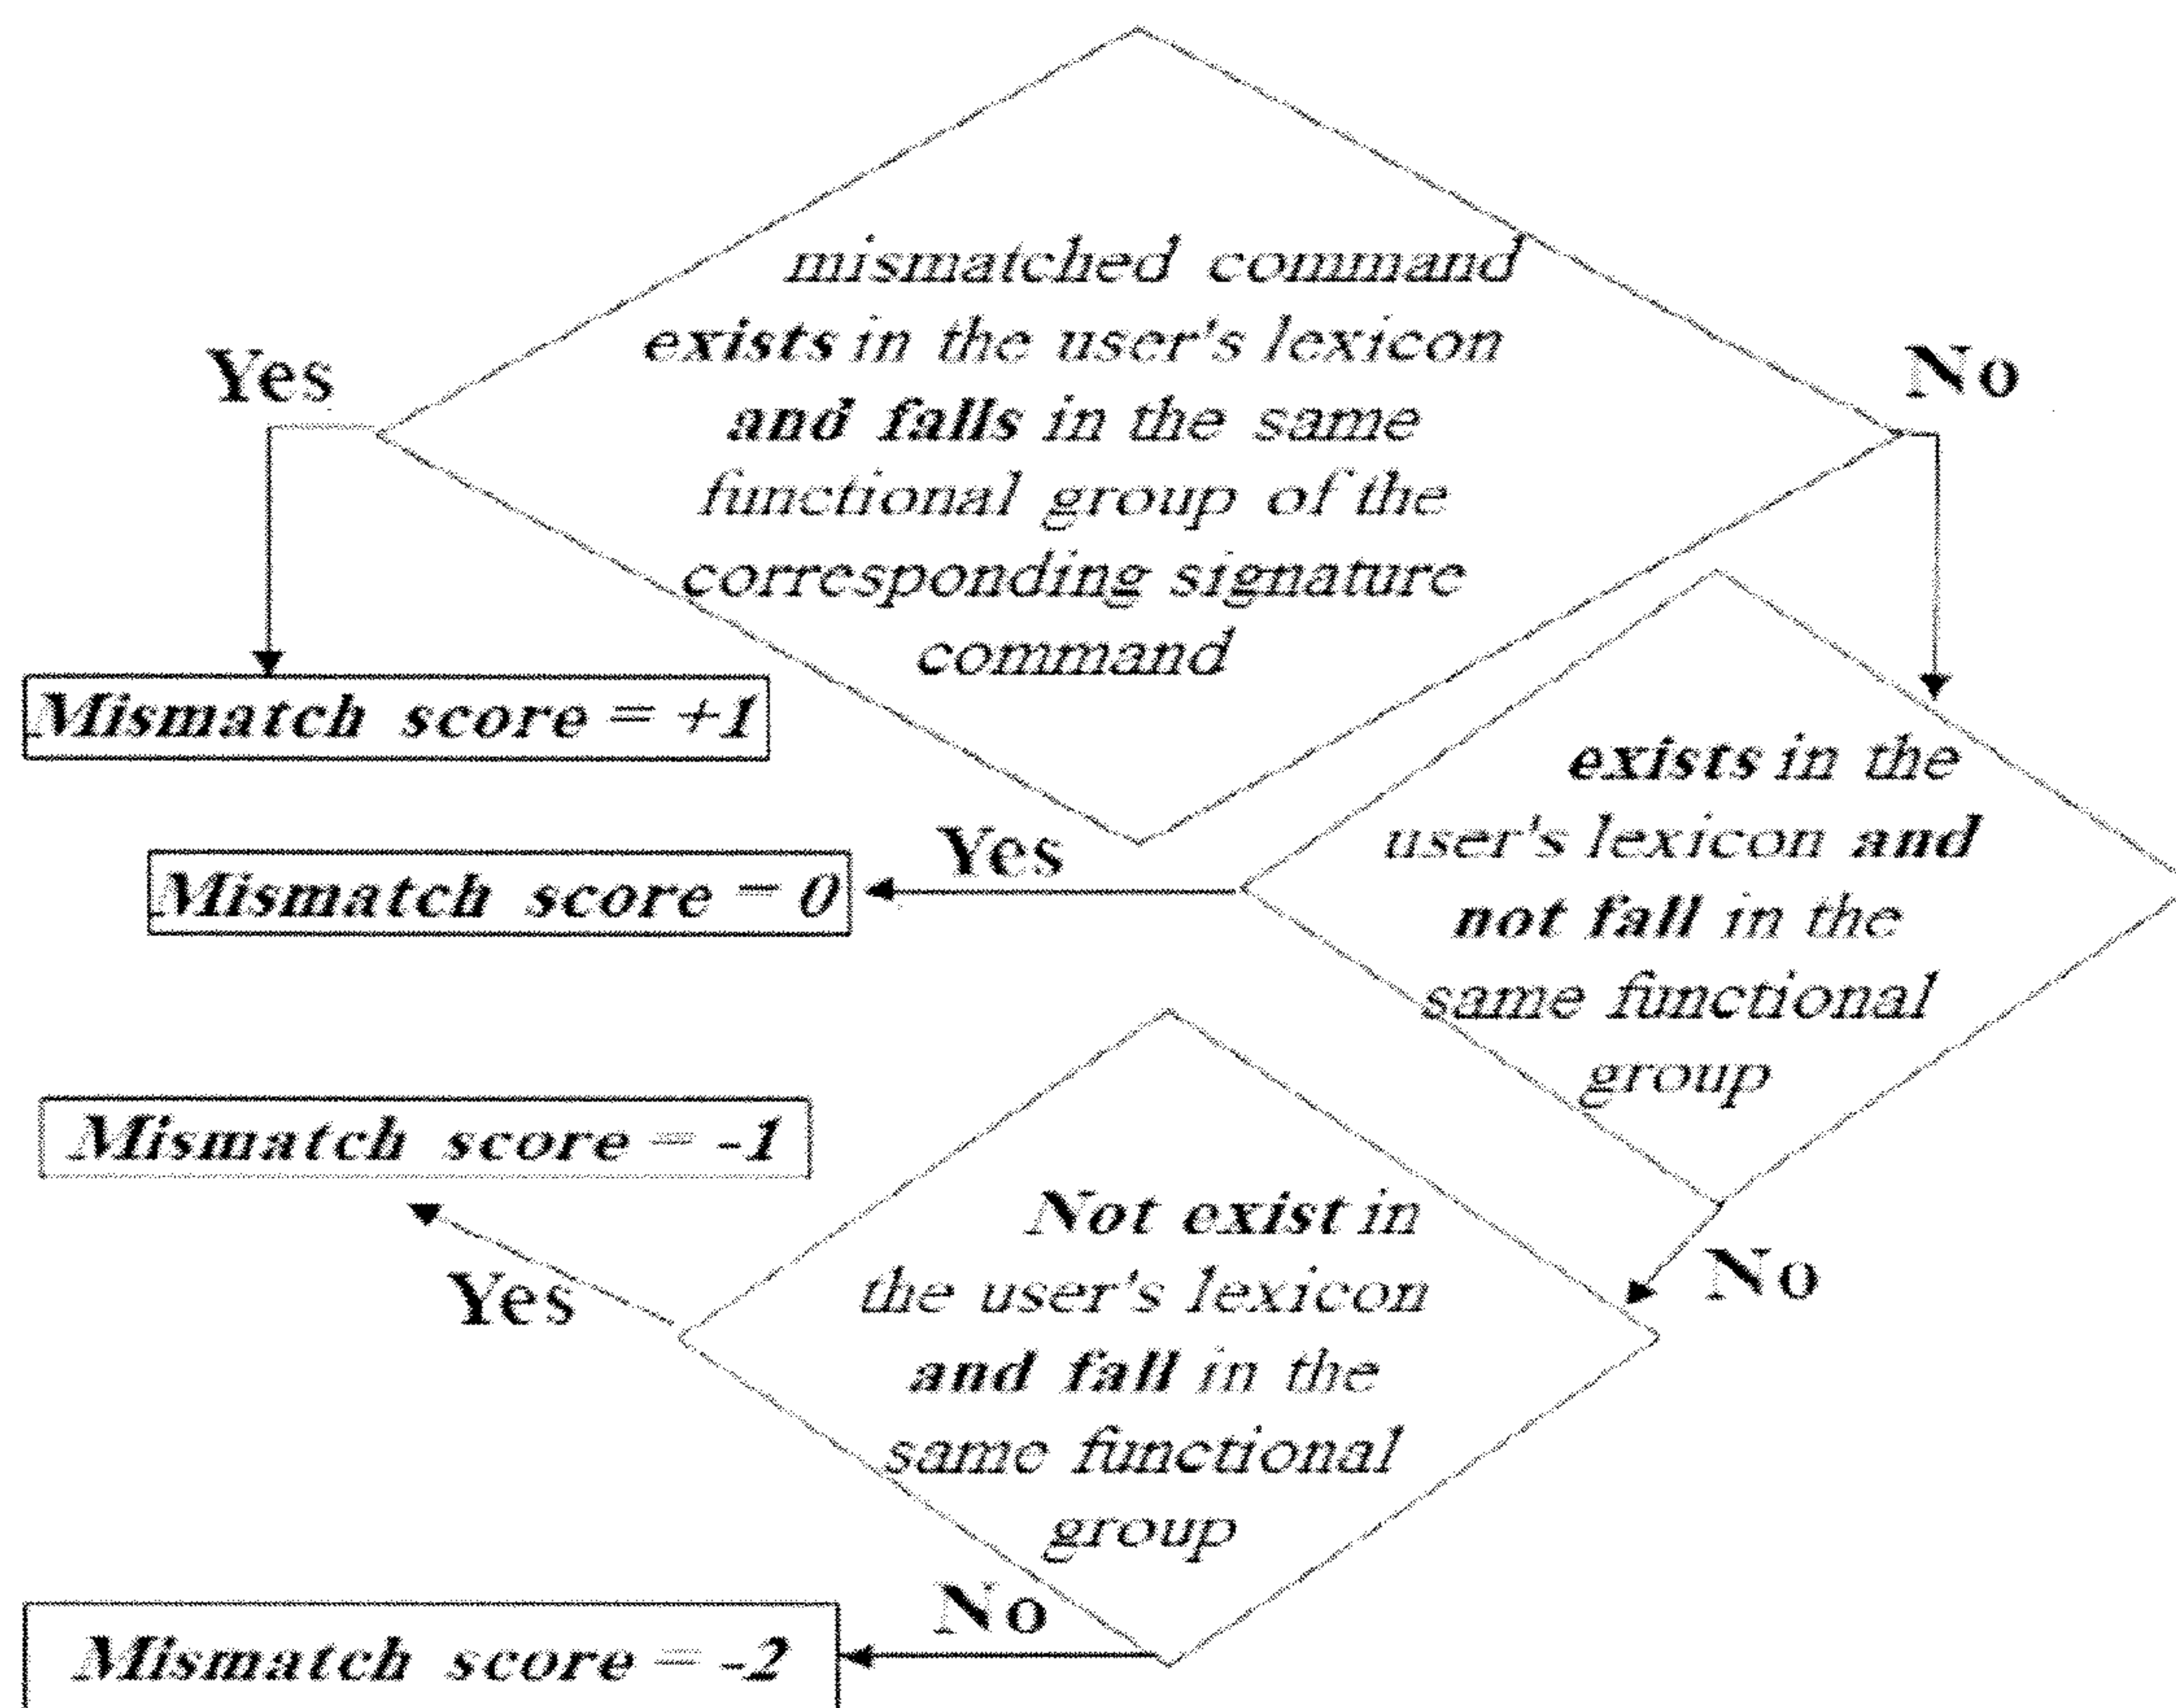 mismatched command
exists in the user's lexicon
and falls in the same
functional group of the
corresponding signature
command
Yes
No
Mismatch score = +1
exists in the
user's lexicon and
not fall in the
same functional
group
Yes
Mismatch score = 0
No
Not exist in
the user's lexicon
and fall in the
same functional
group
Yes
Mismatch score = -1
No
Mismatch score = -2